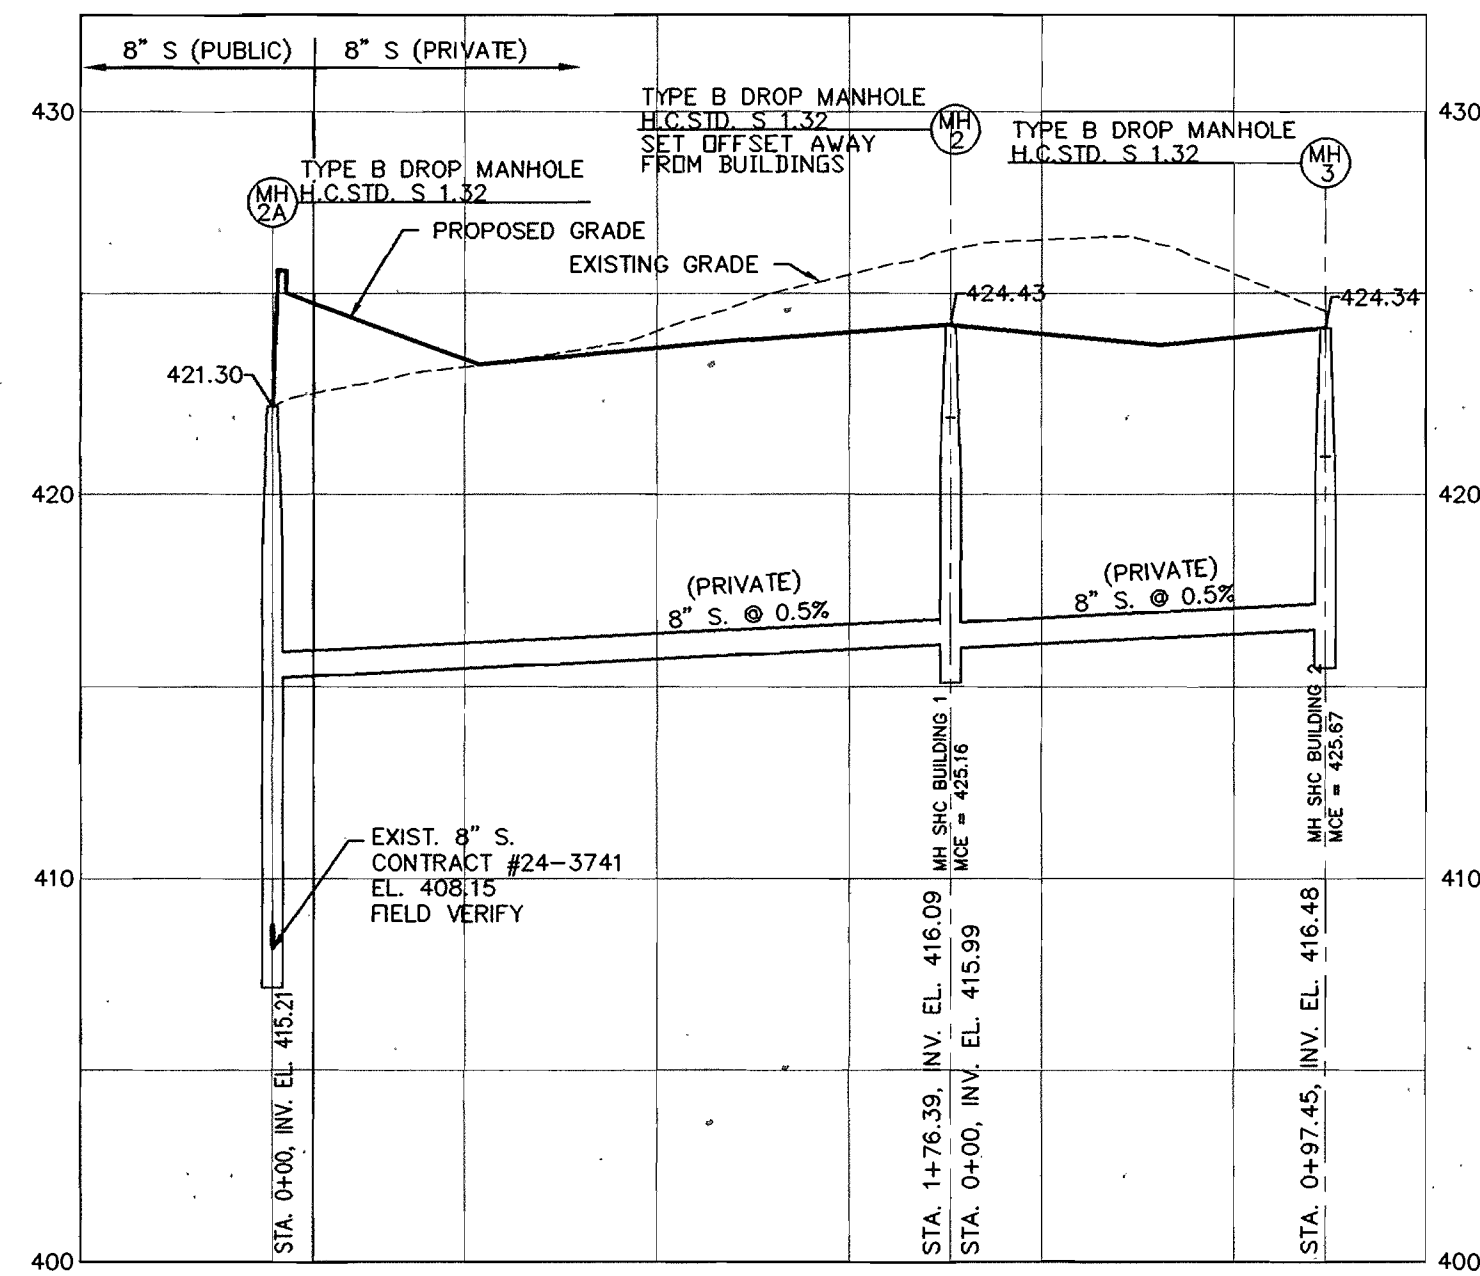 8" S (PUBLIC)
8" S (PRIVATE)
430
430
TYPE B DROP MANHOLE
H.C.STD. S 1.32
SET OFFSET AWAY
FROM BUILDINGS
MH
2
TYPE B DROP MANHOLE
H.C.STD. S 1.32
MH
3
TYPE B DROP MANHOLE
H.C.STD. S 1.32
MH
2A
PROPOSED GRADE
EXISTING GRADE
424.43
424.34
421.30
420
420
(PRIVATE)
8" S. @ 0.5%
(PRIVATE)
8" S. @ 0.5%
MH SHC BUILDING 1
MCE = 425.16
MH SHC BUILDING 2
MCE = 425.67
EXIST. 8" S.
CONTRACT #24-3741
EL. 408.15
FIELD VERIFY
410
410
STA. 0+00, INV. EL. 415.21
STA. 1+76.39, INV. EL. 416.09
STA. 0+00, INV. EL. 415.99
STA. 0+97.45, INV. EL. 416.48
400
400